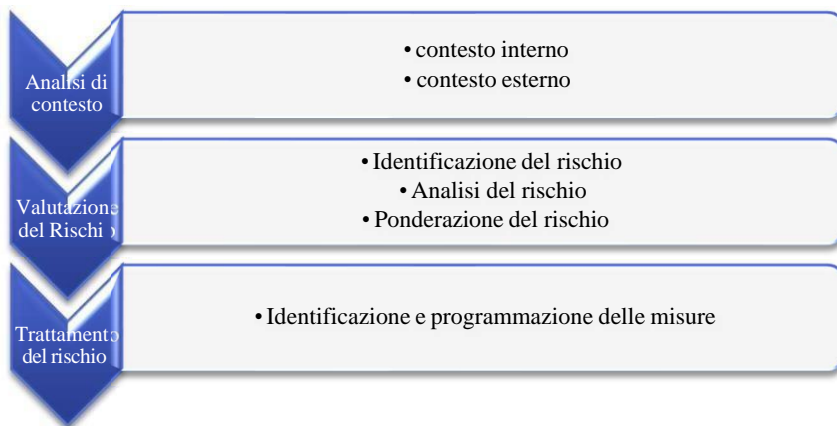 Analisi di
contesto
• contesto interno
• contesto esterno
Valutazione
del Rischio
• Identificazione del rischio
• Analisi del rischio
• Ponderazione del rischio
Trattamento
del rischio
• Identificazione e programmazione delle misure